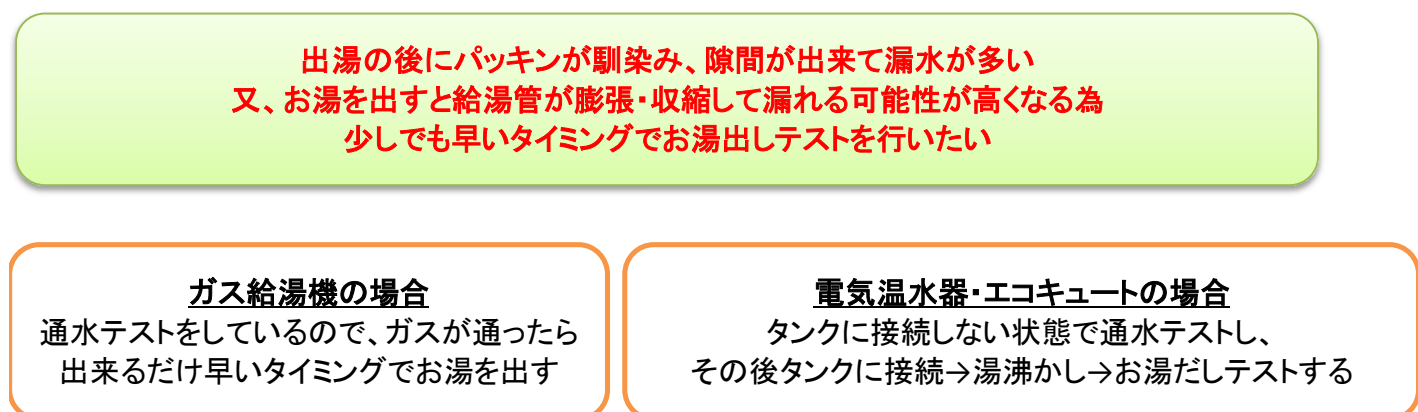 出湯の後にパッキンが馴染み、隙間が出来て漏水が多い
又、お湯を出すと給湯管が膨張・収縮して漏れる可能性が高くなる為
少しでも早いタイミングでお湯出しテストを行いたい
ガス給湯機の場合
通水テストをしているので、ガスが通ったら
出来るだけ早いタイミングでお湯を出す
電気温水器・エコキュートの場合
タンクに接続しない状態で通水テストし、
その後タンクに接続→湯沸かし→お湯だしテストする